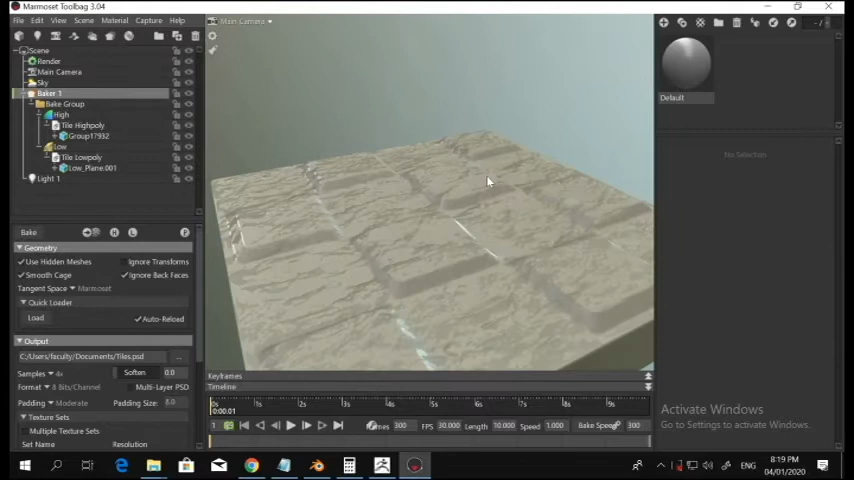 Marmoset Toolbag 3.04
File Edit View Scene Material Capture Help
Main Camera
Scene
Render
Main Camera
Sky
Baker 1
Bake Group
High
Tile Highpoly
Low
Tile Lowpoly
Low_Plane.001
Light 1
Default
No Selection
Bake H L P
Geometry
Use Hidden Meshes Ignore Transforms
Smooth Cage Ignore Back Faces
Tangent Space Marmoset
Quick Loader
Load Auto-Reload
Output
C:/Users/faculty/Documents/Tiles.psd ...
Samples 4x Soften 0.0
Format 8 Bits/Channel Multi-Layer PSD
Padding Moderate Padding Size: 8.0
Texture Sets
Multiple Texture Sets
Set Name Resolution
Keyframes
Timeline
0s 1s 2s 3s 4s 5s 6s 7s 8s 9s
0:00.01
1 Frames 300 FPS 30.000 Length 10.000 Speed 1.000 Bake Speed 300
Activate Windows
Go to Settings to activate Windows.
ENG
8:19 PM
04/01/2020